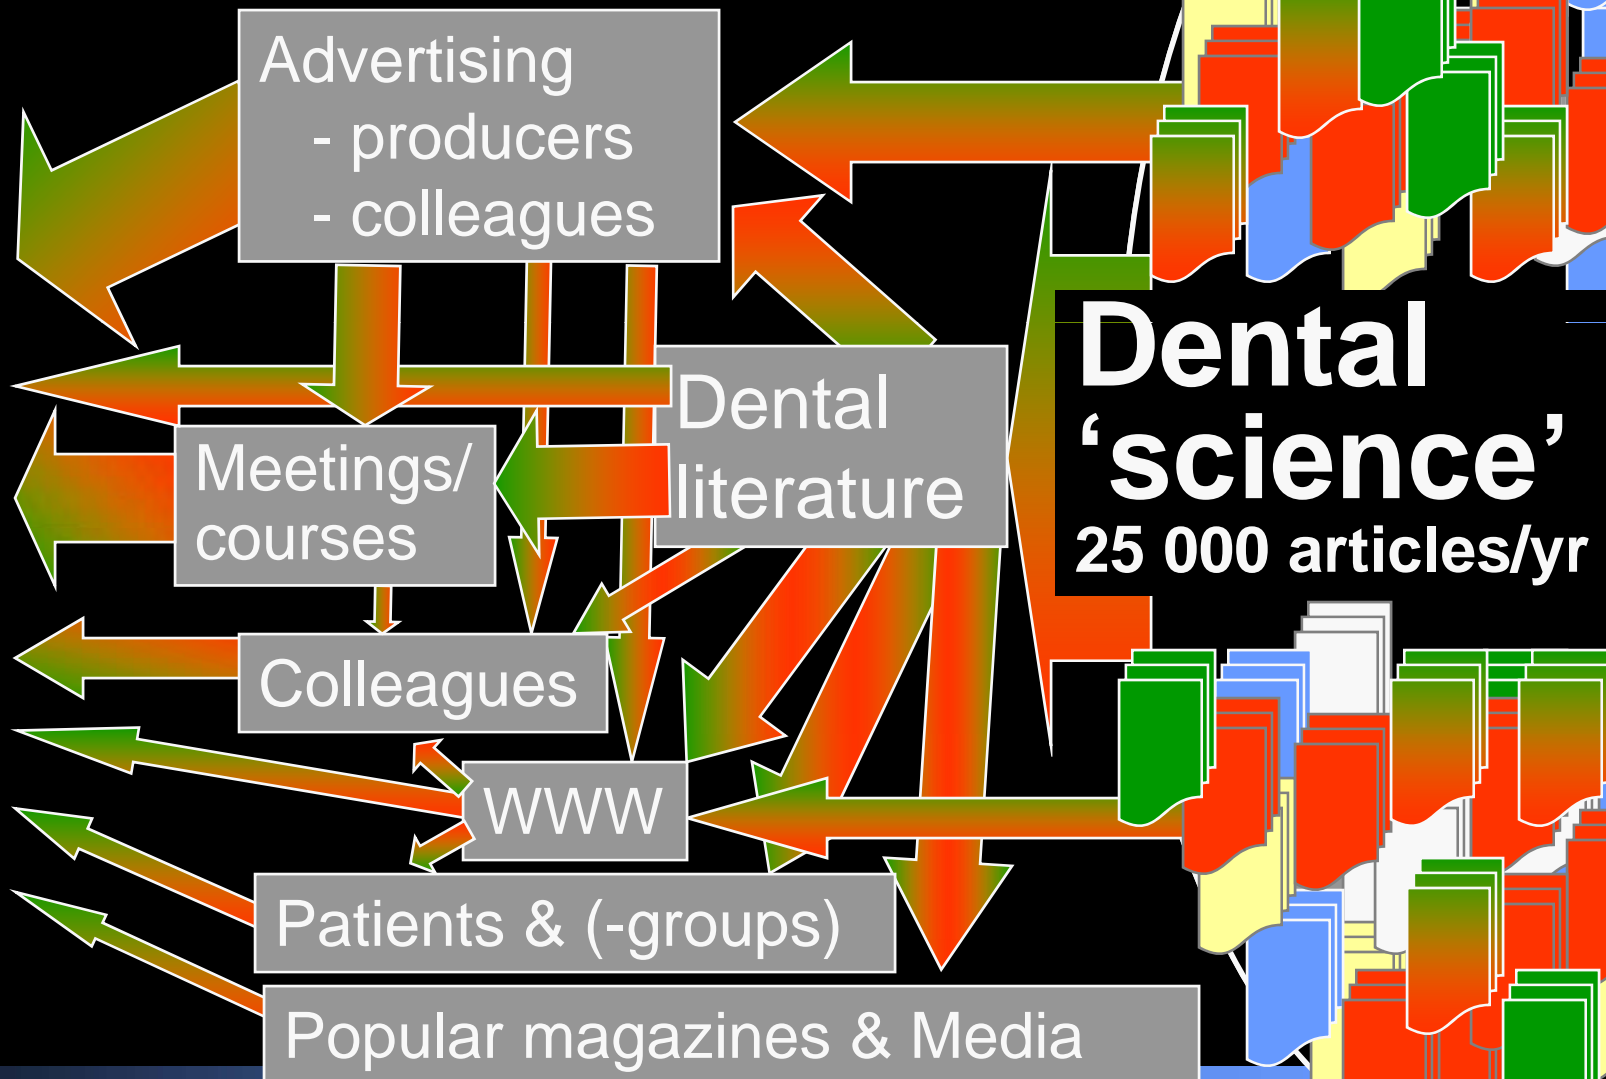 Advertising
- producers
- colleagues
Dental
literature
Dental
‘science’
25 000 articles/yr
Meetings/
courses
Colleagues
WWW
Patients & (-groups)
Popular magazines & Media